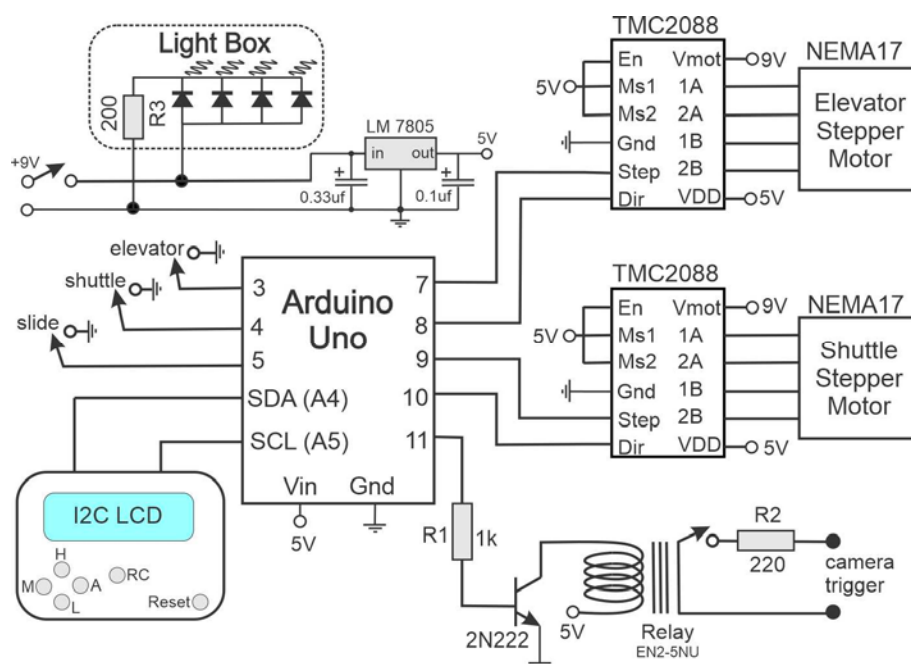 Light Box
200
R3
+9V
LM 7805
in
out
5V
+
0.33uf
+
0.1uf
TMC2088
En
Ms1
Ms2
Gnd
Step
Dir
Vmot
1A
2A
1B
2B
VDD
5V
9V
5V
NEMA17
Elevator
Stepper
Motor
elevator
shuttle
slide
Arduino
Uno
3
4
5
SDA (A4)
SCL (A5)
7
8
9
10
11
Vin
Gnd
5V
TMC2088
En
Ms1
Ms2
Gnd
Step
Dir
Vmot
1A
2A
1B
2B
VDD
5V
9V
5V
NEMA17
Shuttle
Stepper
Motor
I2C LCD
H
M
A
L
RC
Reset
R1
1k
2N222
5V
Relay
EN2-5NU
R2
220
camera
trigger